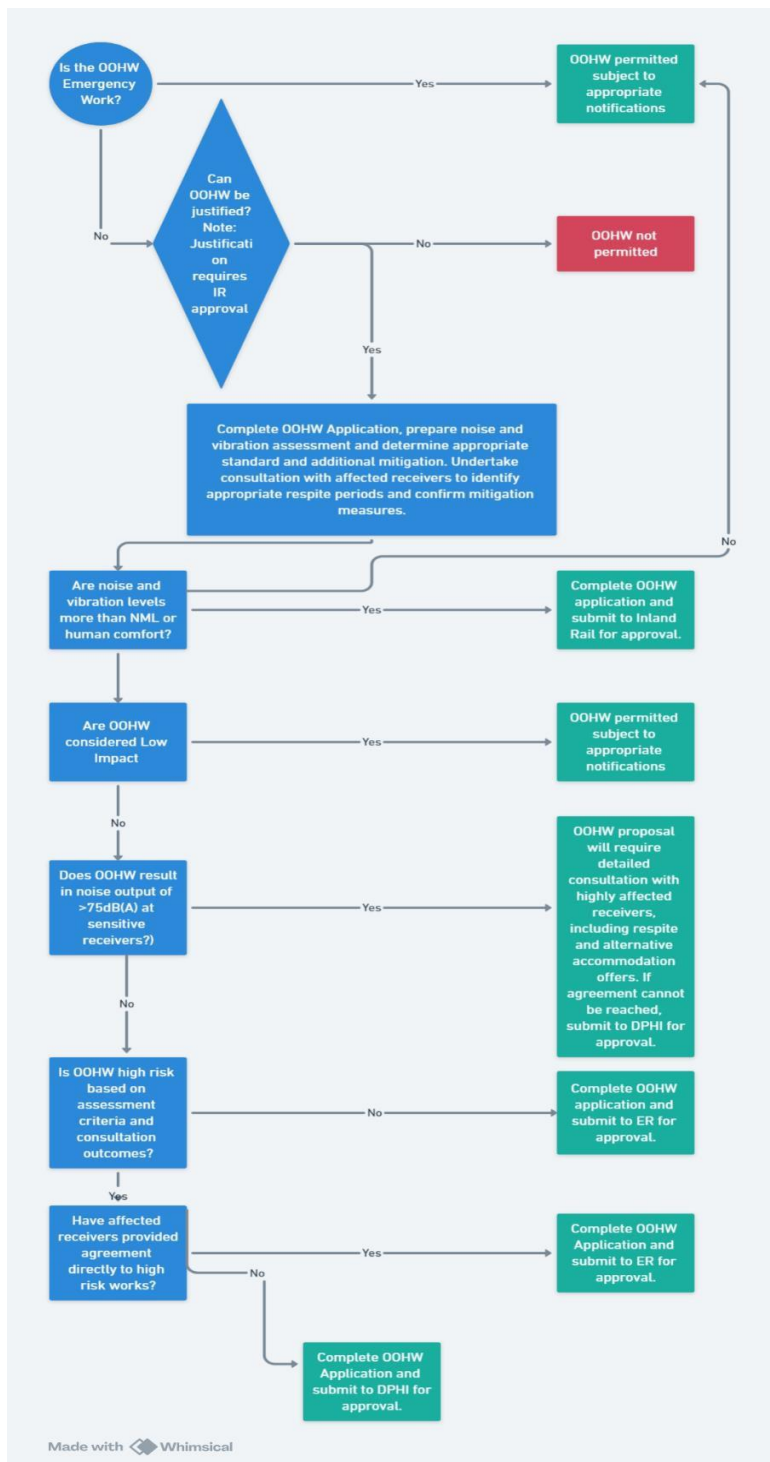 Is the OOHW
Emergency
Work?
Yes
OOHW permitted
subject to
appropriate
notifications
No
Can
OOHW be
justified?
Note:
Justificati
on
requires
IR
approval
No
OOHW not
permitted
Yes
Complete OOHW Application, prepare noise and
vibration assessment and determine appropriate
standard and additional mitigation. Undertake
consultation with affected receivers to identify
appropriate respite periods and confirm mitigation
measures.
No
Are noise and
vibration levels
more than NML or
human comfort?
Yes
Complete OOHW
application and
submit to Inland
Rail for approval.
Are OOHW
considered Low
Impact
Yes
OOHW permitted
subject to
appropriate
notifications
No
Does OOHW result
in noise output of
>75dB(A) at
sensitive
receivers?)
Yes
OOHW proposal
will require
detailed
consultation with
highly affected
receivers,
including respite
and alternative
accommodation
offers. If
agreement cannot
be reached,
submit to DPHI for
approval.
No
Is OOHW high risk
based on
assessment
criteria and
consultation
outcomes?
No
Complete OOHW
application and
submit to ER for
approval.
Yes
Have affected
receivers provided
agreement
directly to high
risk works?
Yes
Complete OOHW
Application and
submit to ER for
approval.
No
Complete OOHW
Application and
submit to DPHI for
approval.
Made with Whimsical